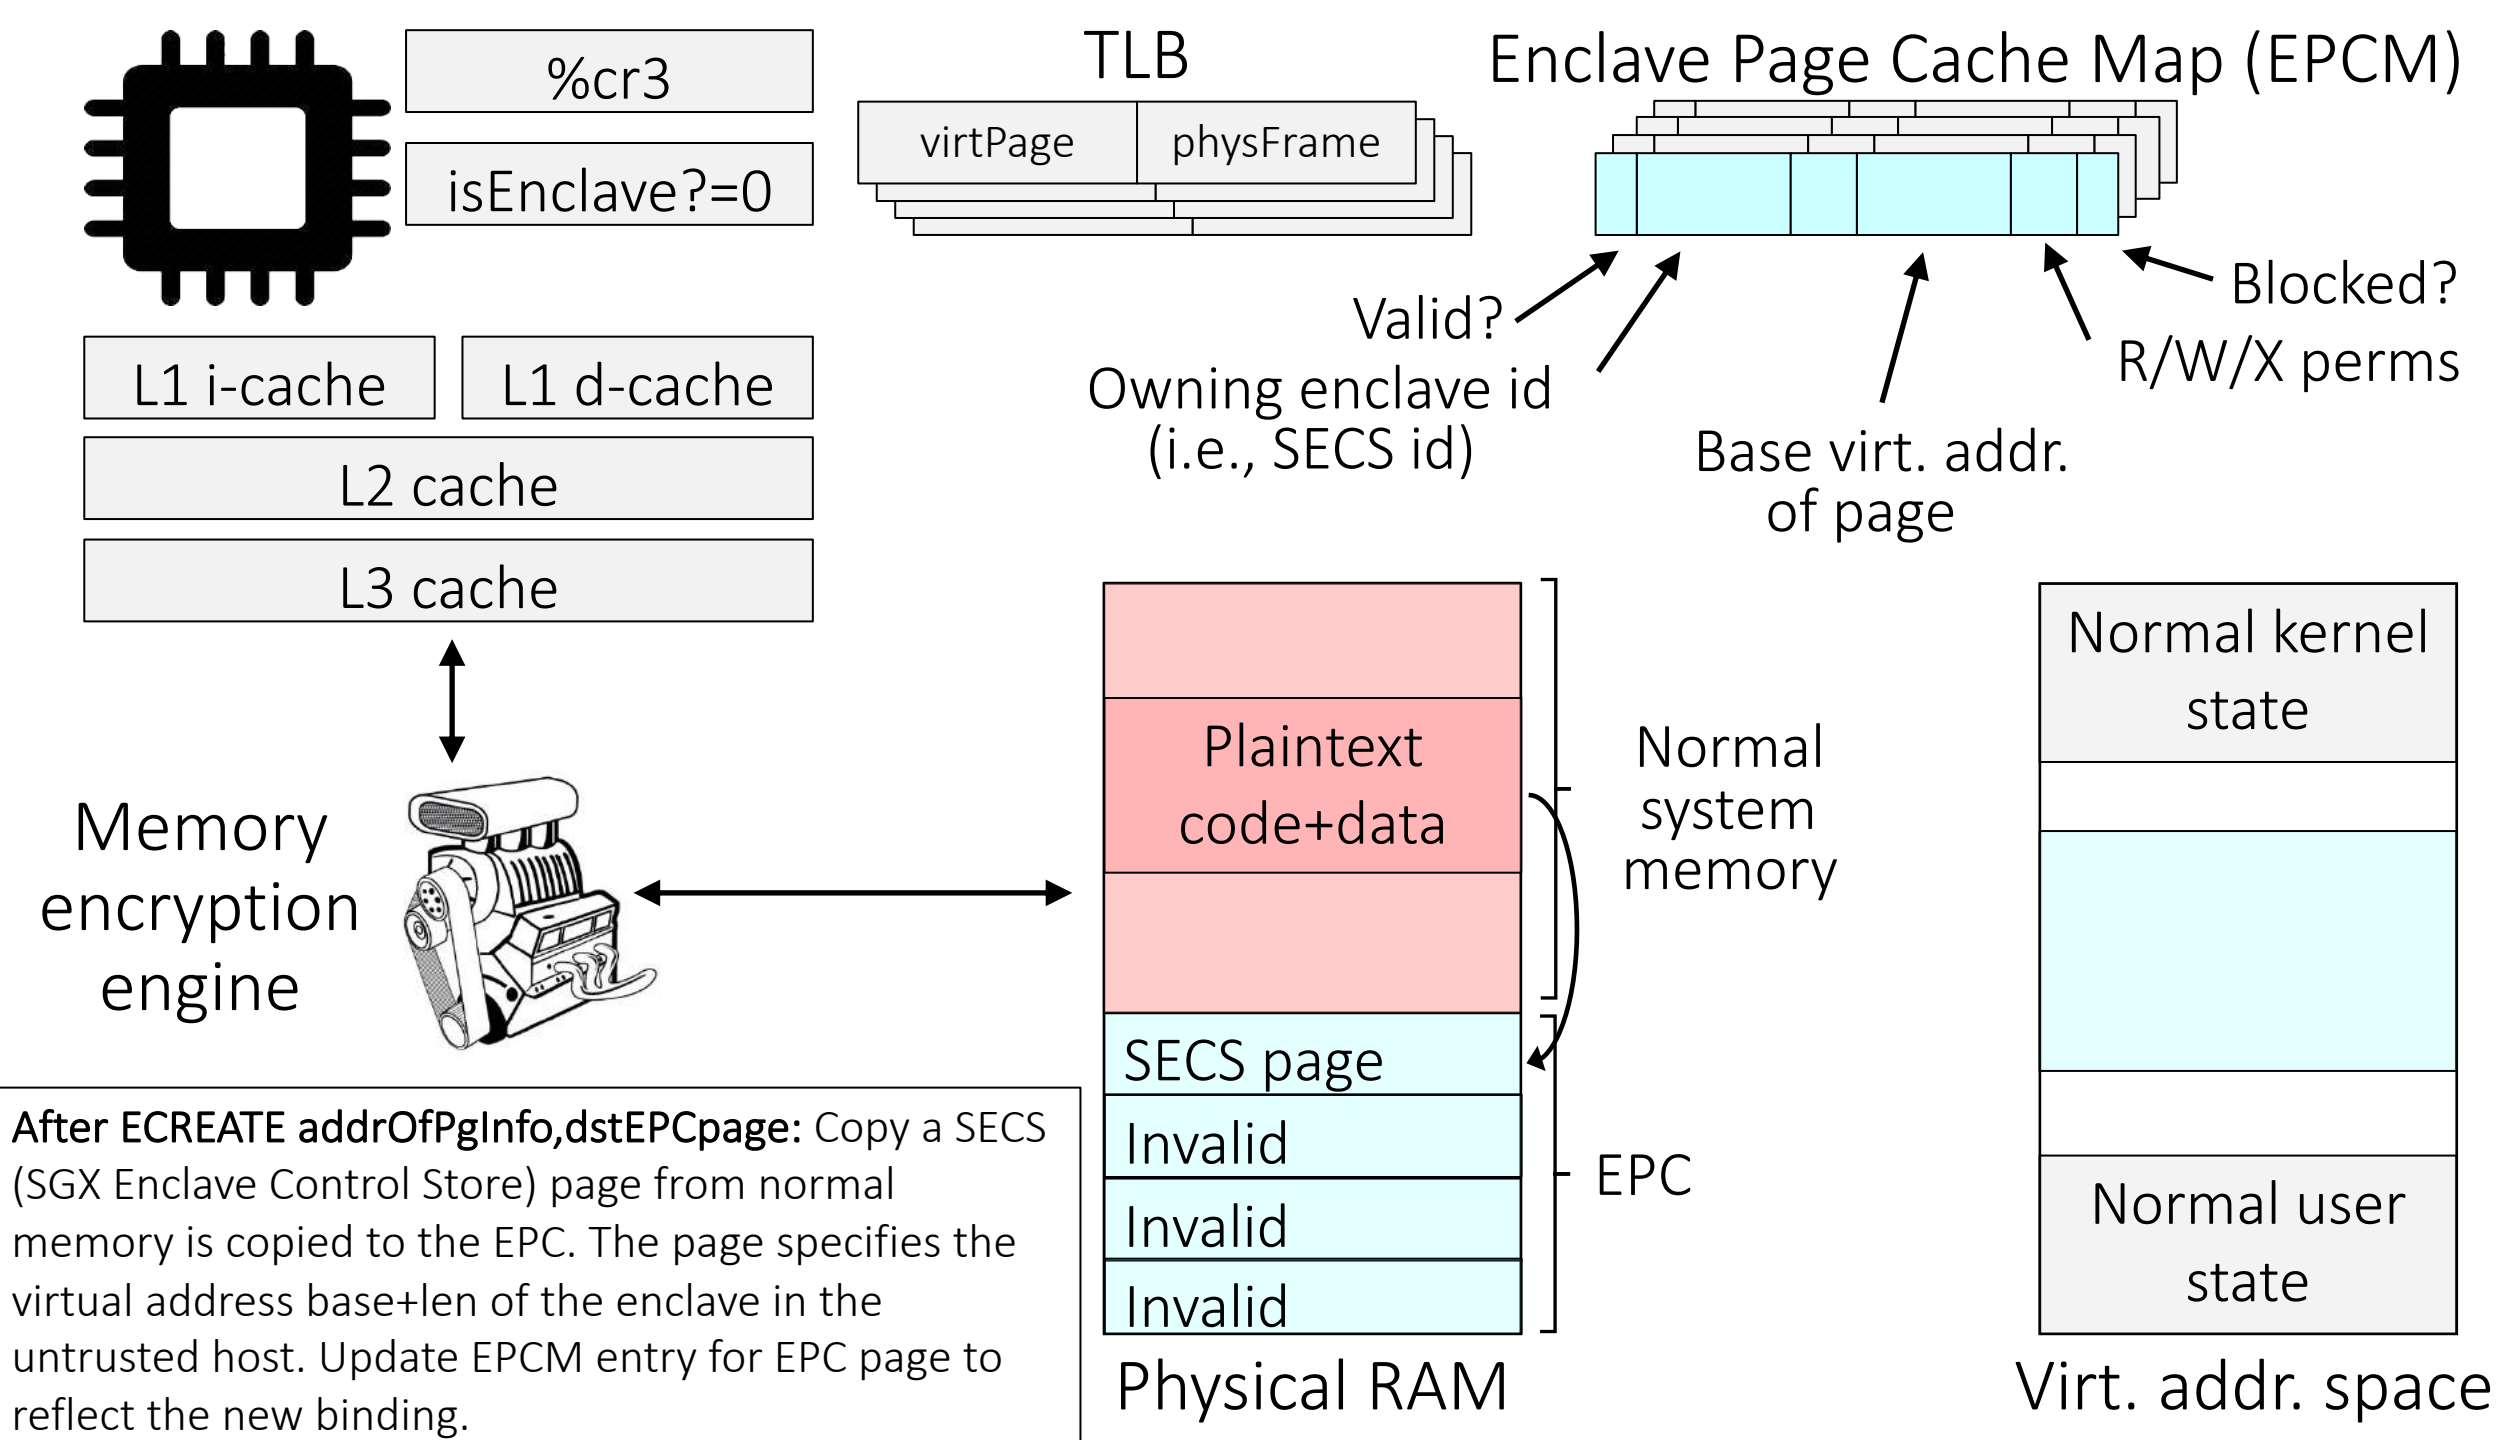 %cr3
isEnclave?=0
L1 i-cache
L1 d-cache
L2 cache
L3 cache
TLB
virtPage
physFrame
Enclave Page Cache Map (EPCM)
Valid?
Owning enclave id
(i.e., SECS id)
Base virt. addr.
of page
R/W/X perms
Blocked?
Memory
encryption
engine
Plaintext
code+data
SECS page
Invalid
Invalid
Invalid
Normal
system
memory
EPC
Physical RAM
Normal kernel
state
Normal user
state
Virt. addr. space
After ECREATE addrOfPgInfo,dstEPCpage: Copy a SECS
(SGX Enclave Control Store) page from normal
memory is copied to the EPC. The page specifies the
virtual address base+len of the enclave in the
untrusted host. Update EPCM entry for EPC page to
reflect the new binding.